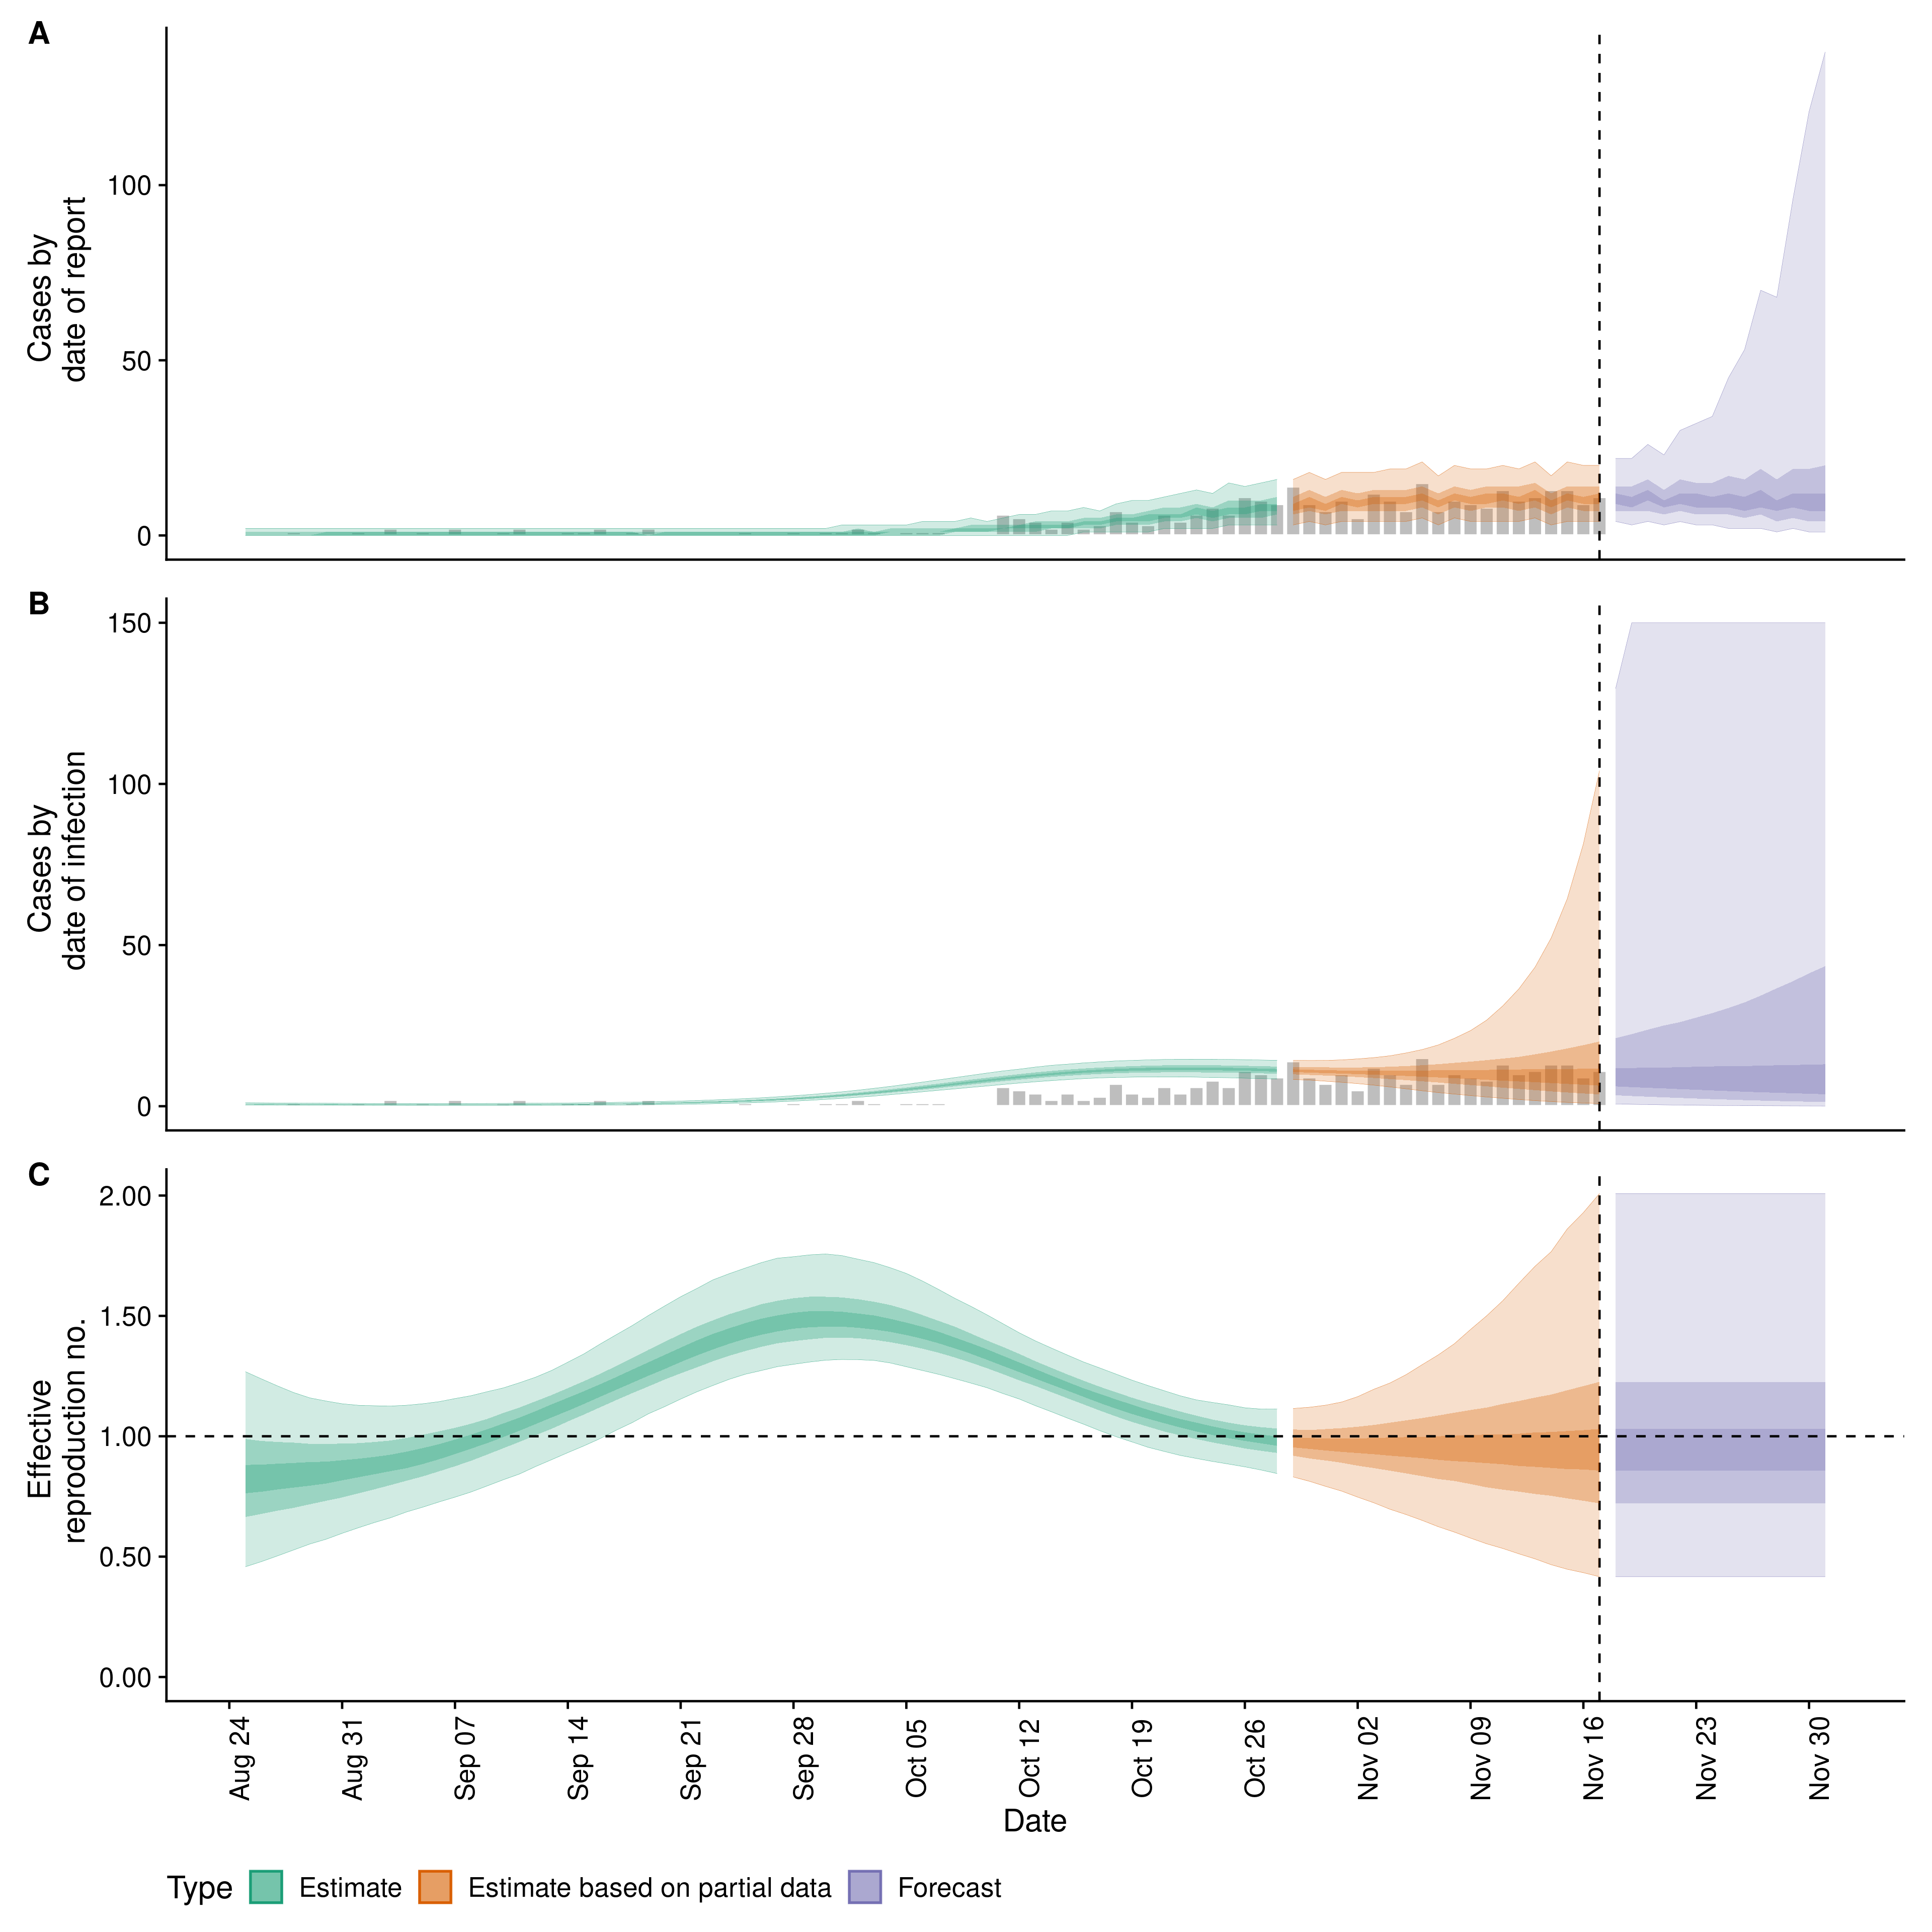 A
Cases by
date of report
100
50
0
B
Cases by
date of infection
150
100
50
0
C
Effective
reproduction no.
2.00
1.50
1.00
0.50
0.00
Aug 24
Aug 31
Sep 07
Sep 14
Sep 21
Sep 28
Oct 05
Oct 12
Oct 19
Oct 26
Nov 02
Nov 09
Nov 16
Nov 23
Nov 30
Date
Type Estimate Estimate based on partial data Forecast